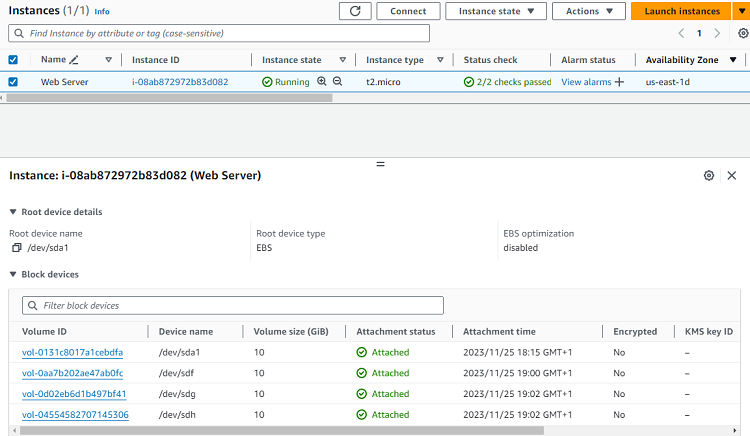 Instances (1/1) Info
Connect
Instance state
Actions
Launch instances
Find Instance by attribute or tag (case-sensitive)
1
Name Instance ID Instance state Instance type Status check Alarm status Availability Zone
Web Server i-08ab872972b83d082 Running t2.micro 2/2 checks passed View alarms + us-east-1d
Instance: i-08ab872972b83d082 (Web Server)
Root device details
Root device name Root device type EBS optimization
/dev/sda1 EBS disabled
Block devices
Filter block devices
Volume ID Device name Volume size (GiB) Attachment status Attachment time Encrypted KMS key ID
vol-0131c8017a1cebdfa /dev/sda1 10 Attached 2023/11/25 18:15 GMT+1 No –
vol-0aa7b202ae47ab0fc /dev/sdf 10 Attached 2023/11/25 19:00 GMT+1 No –
vol-0d02eb6d1b497bf41 /dev/sdg 10 Attached 2023/11/25 19:02 GMT+1 No –
vol-04554582707145306 /dev/sdh 10 Attached 2023/11/25 19:02 GMT+1 No –